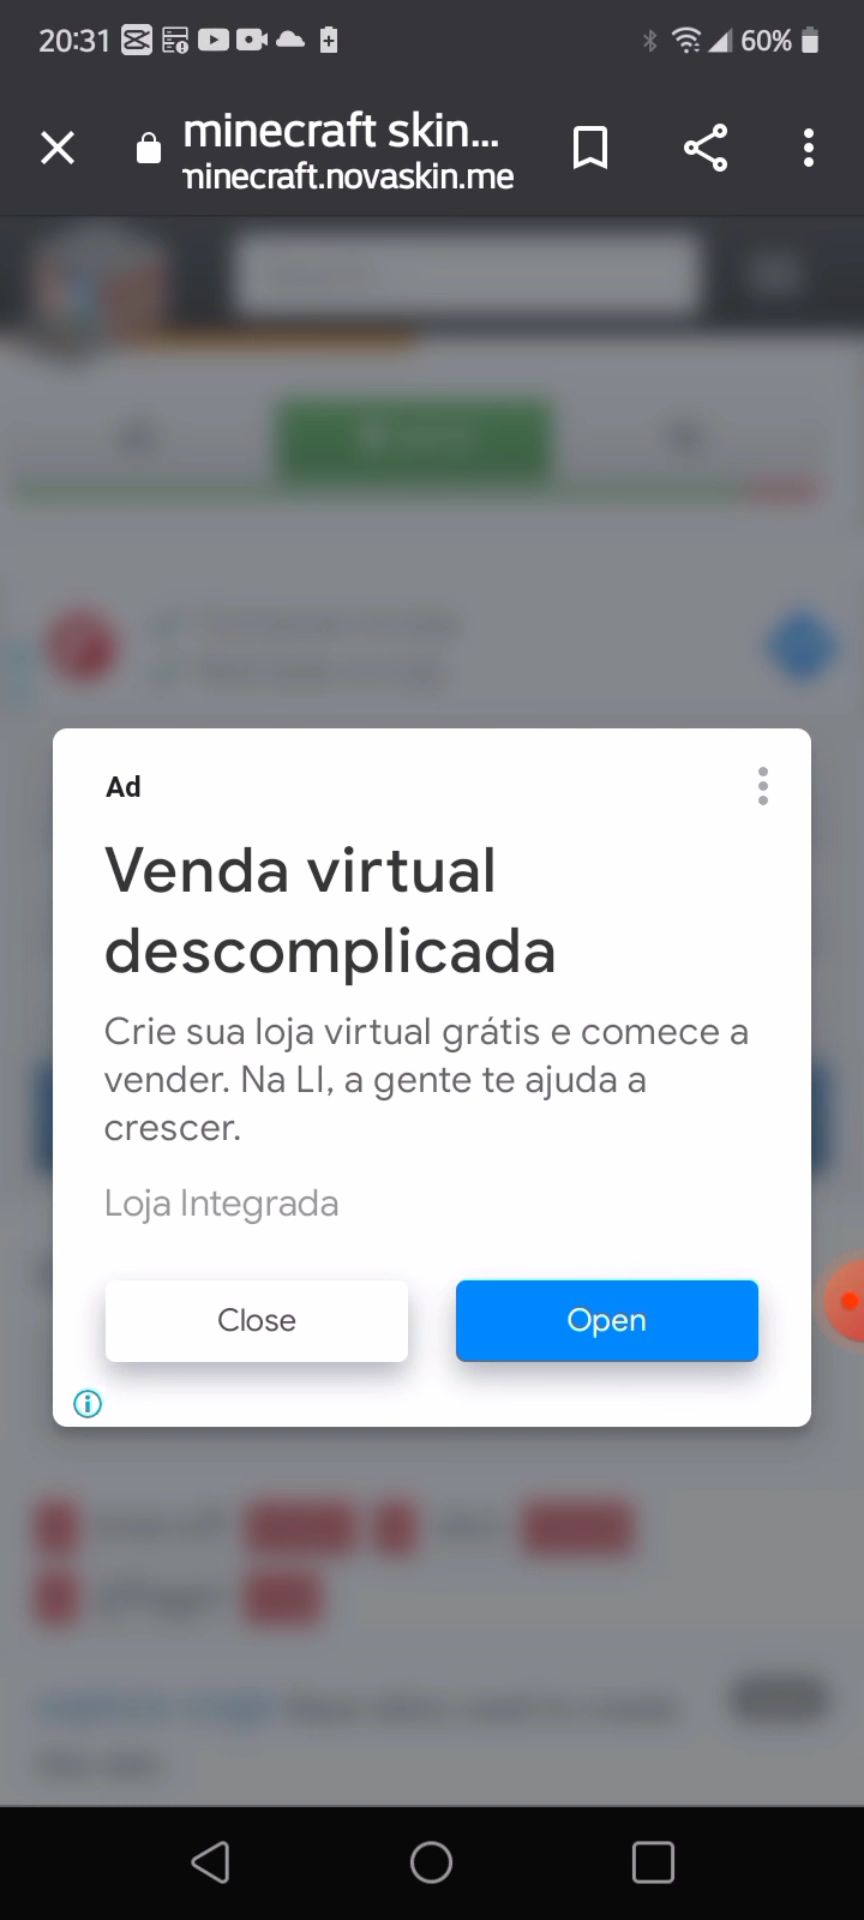 20:31
60%
minecraft skin...
minecraft.novaskin.me
Ad
Venda virtual
descomplicada
Crie sua loja virtual grátis e comece a
vender. Na LI, a gente te ajuda a
crescer.
Loja Integrada
Close
Open